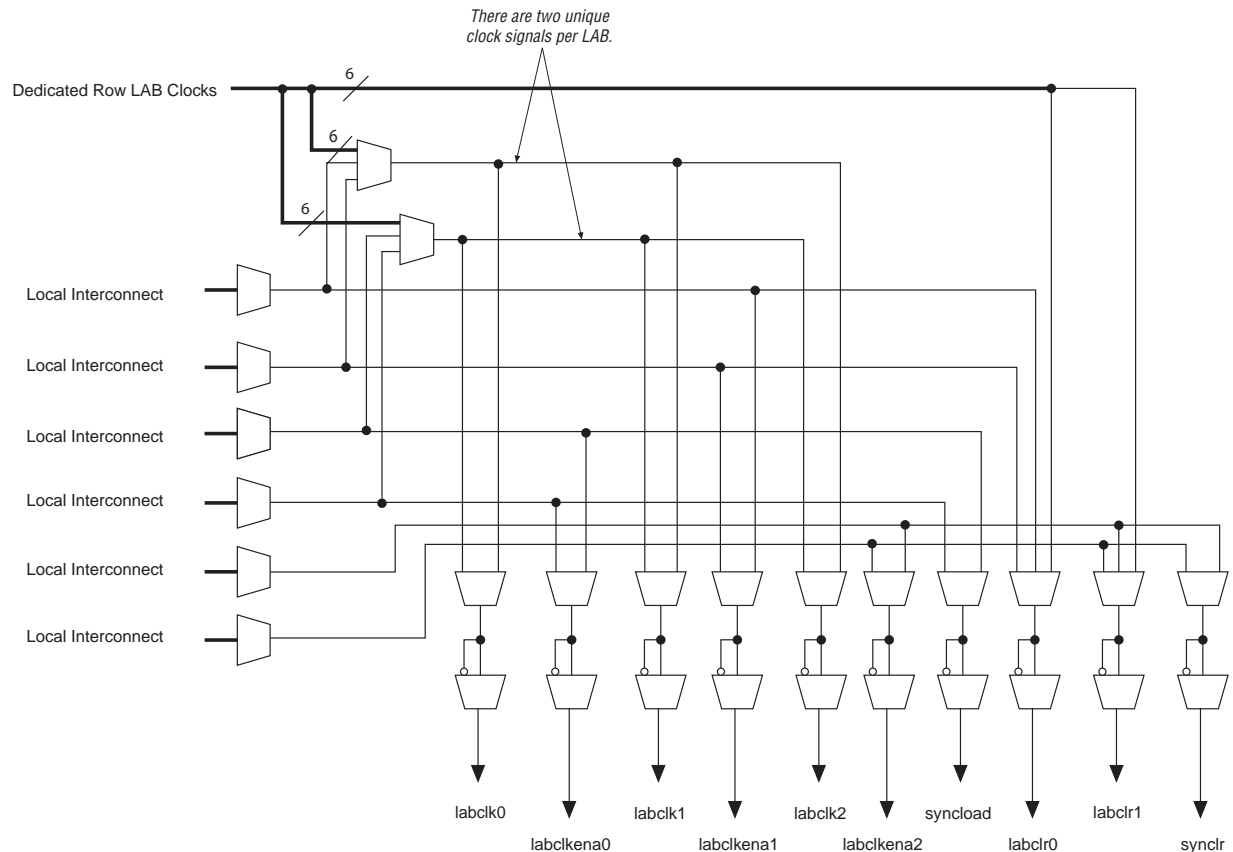 There are two unique
clock signals per LAB.
6
Dedicated Row LAB Clocks
6
6
Local Interconnect
Local Interconnect
Local Interconnect
Local Interconnect
Local Interconnect
Local Interconnect
labclk0
labclk1
labclk2
syncload
labclr1
labclkena0
labclkena1
labclkena2
labclr0
synclr